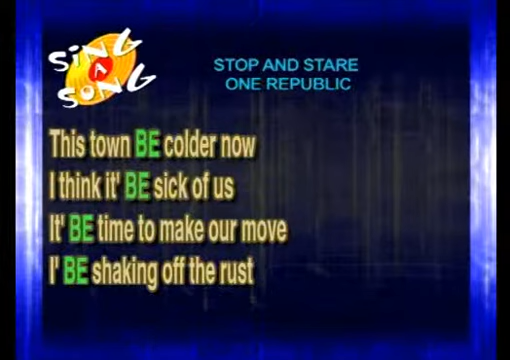 SiNG
A
SONG
STOP AND STARE
ONE REPUBLIC
This town BE colder now
I think it' BE sick of us
It' BE time to make our move
I' BE shaking off the rust